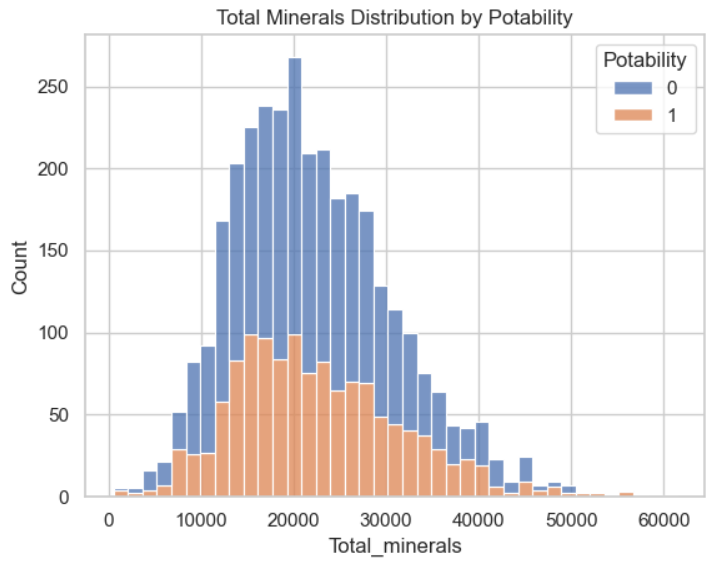 Total Minerals Distribution by Potability
Potability
0
1
250
200
150
100
50
0
Count
0 10000 20000 30000 40000 50000 60000
Total_minerals